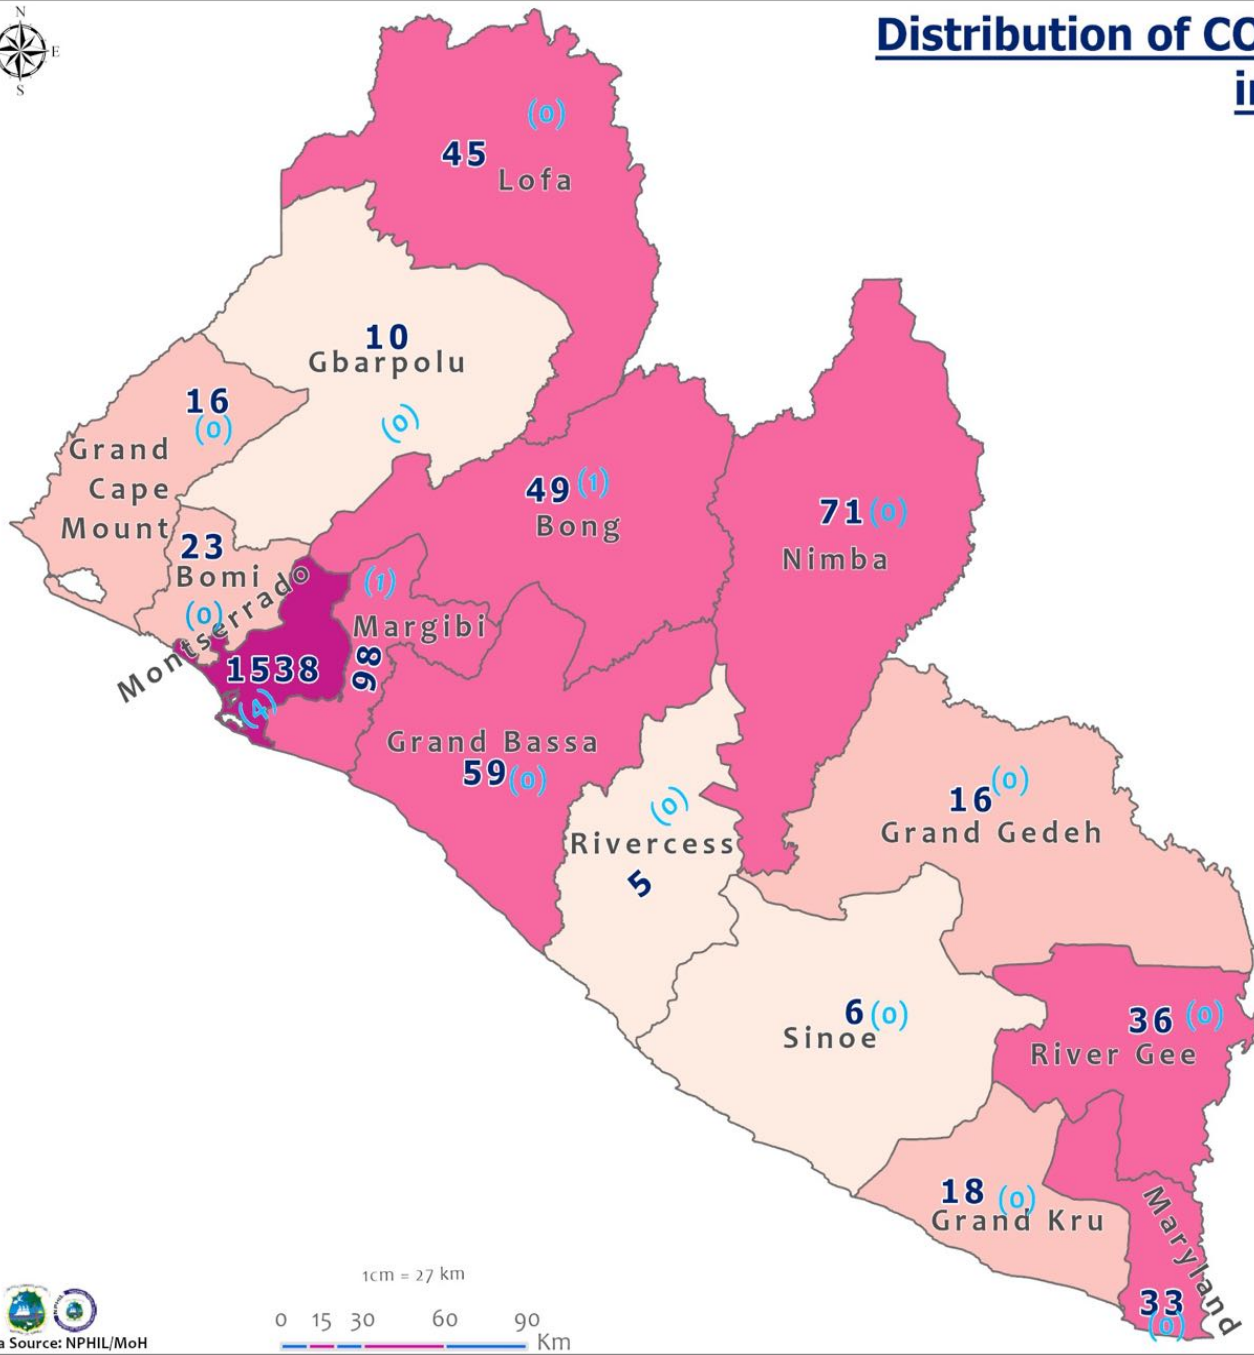 N
E
S
Distribution of CO
in
(0)
45
Lofa
10
Gbarpolu
(0)
16
(0)
Grand
Cape
Mount
49 (1)
Bong
71 (0)
Nimba
23
Bomi
(0)
Montserrado
1538
(4)
(1)
Margibi
98
Grand Bassa
59 (0)
(0)
Rivercess
5
16 (0)
Grand Gedeh
6 (0)
Sinoe
36 (0)
River Gee
18 (0)
Grand Kru
Maryland
33
(0)
1cm = 27 km
0 15 30 60 90
Km
a Source: NPHIL/MoH